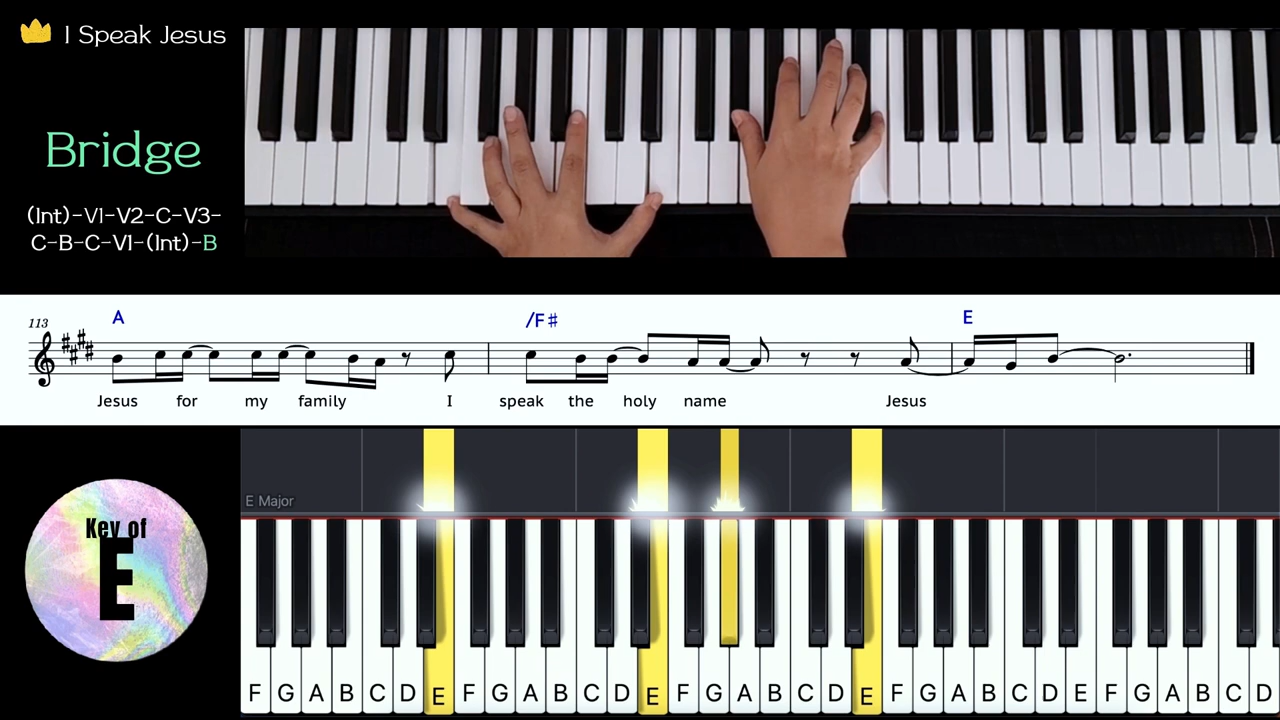 I Speak Jesus
Bridge
(Int)-V1-V2-C-V3-
C-B-C-V1-(Int)-B
113
A /F♯ E
Jesus for my family I speak the holy name Jesus
E Major
Key of
E
F G A B C D E F G A B C D E F G A B C D E F G A B C D E F G A B C D